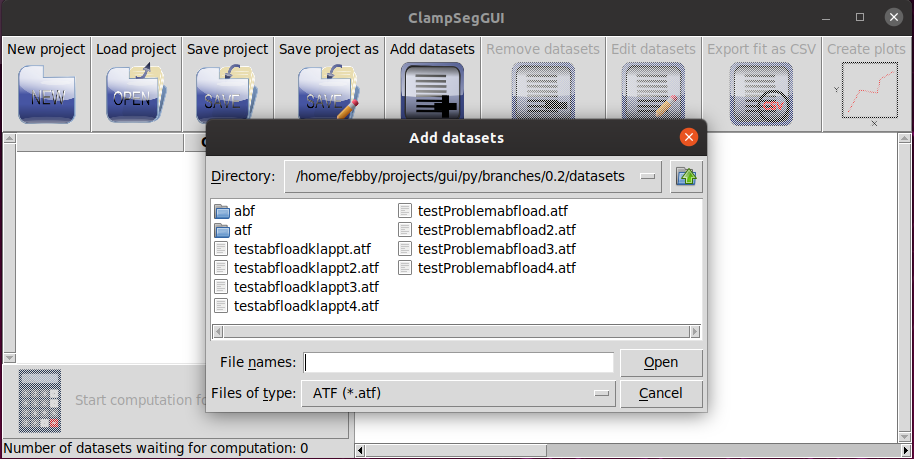 ClampSegGUI
New project Load project Save project Save project as Add datasets Remove datasets Edit datasets Export fit as CSV Create plots
NEW OPEN SAVE SAVE Y X
Add datasets
Directory: /home/febby/projects/gui/py/branches/0.2/datasets
abf testProblemabfload.atf
atf testProblemabfload2.atf
testabfloadklappt.atf testProblemabfload3.atf
testabfloadklappt2.atf testProblemabfload4.atf
testabfloadklappt3.atf
testabfloadklappt4.atf
File names: Open
Files of type: ATF (*.atf) Cancel
Start computation fo
Number of datasets waiting for computation: 0